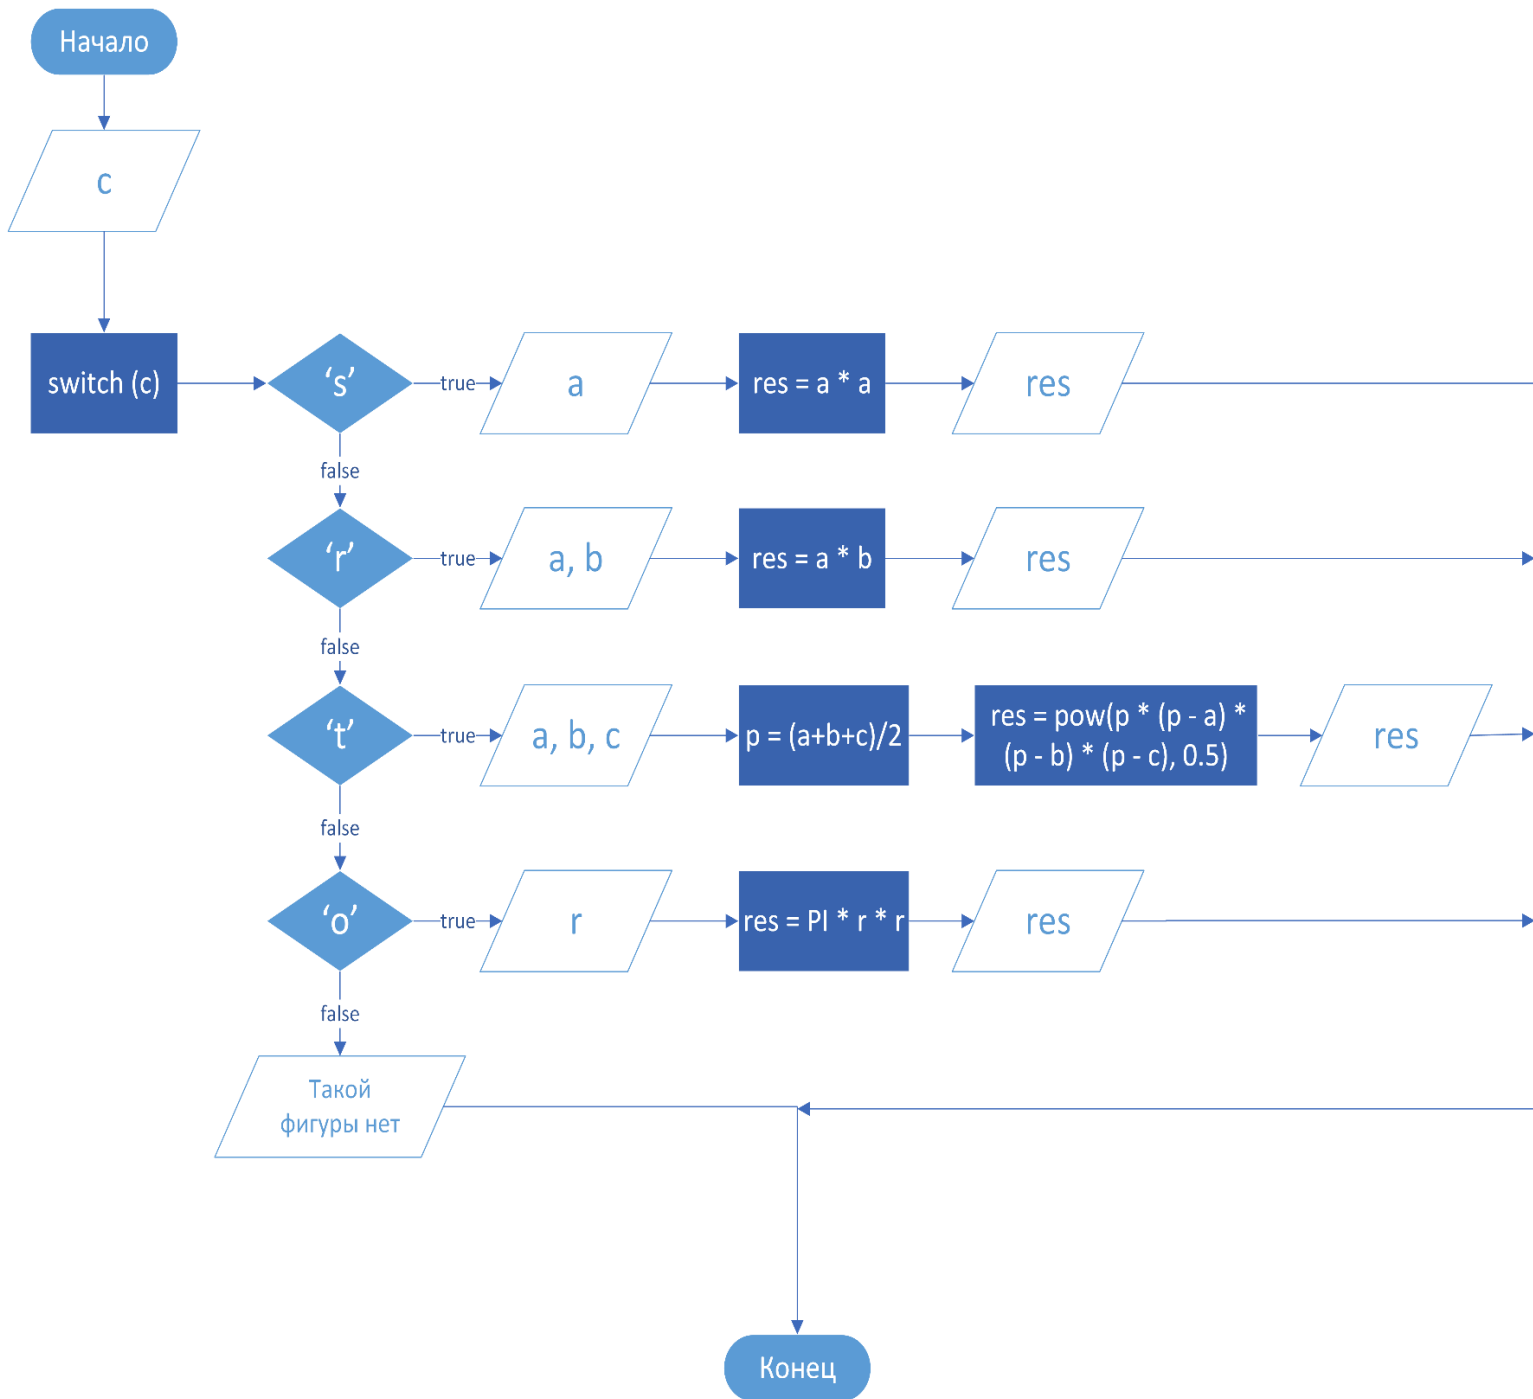 Начало
c
switch (c)
‘s’
true
a
res = a * a
res
false
‘r’
true
a, b
res = a * b
res
false
‘t’
true
a, b, c
p = (a+b+c)/2
res = pow(p * (p - a) *
(p - b) * (p - c), 0.5)
res
false
‘o’
true
r
res = PI * r * r
res
false
Такой
фигуры нет
Конец